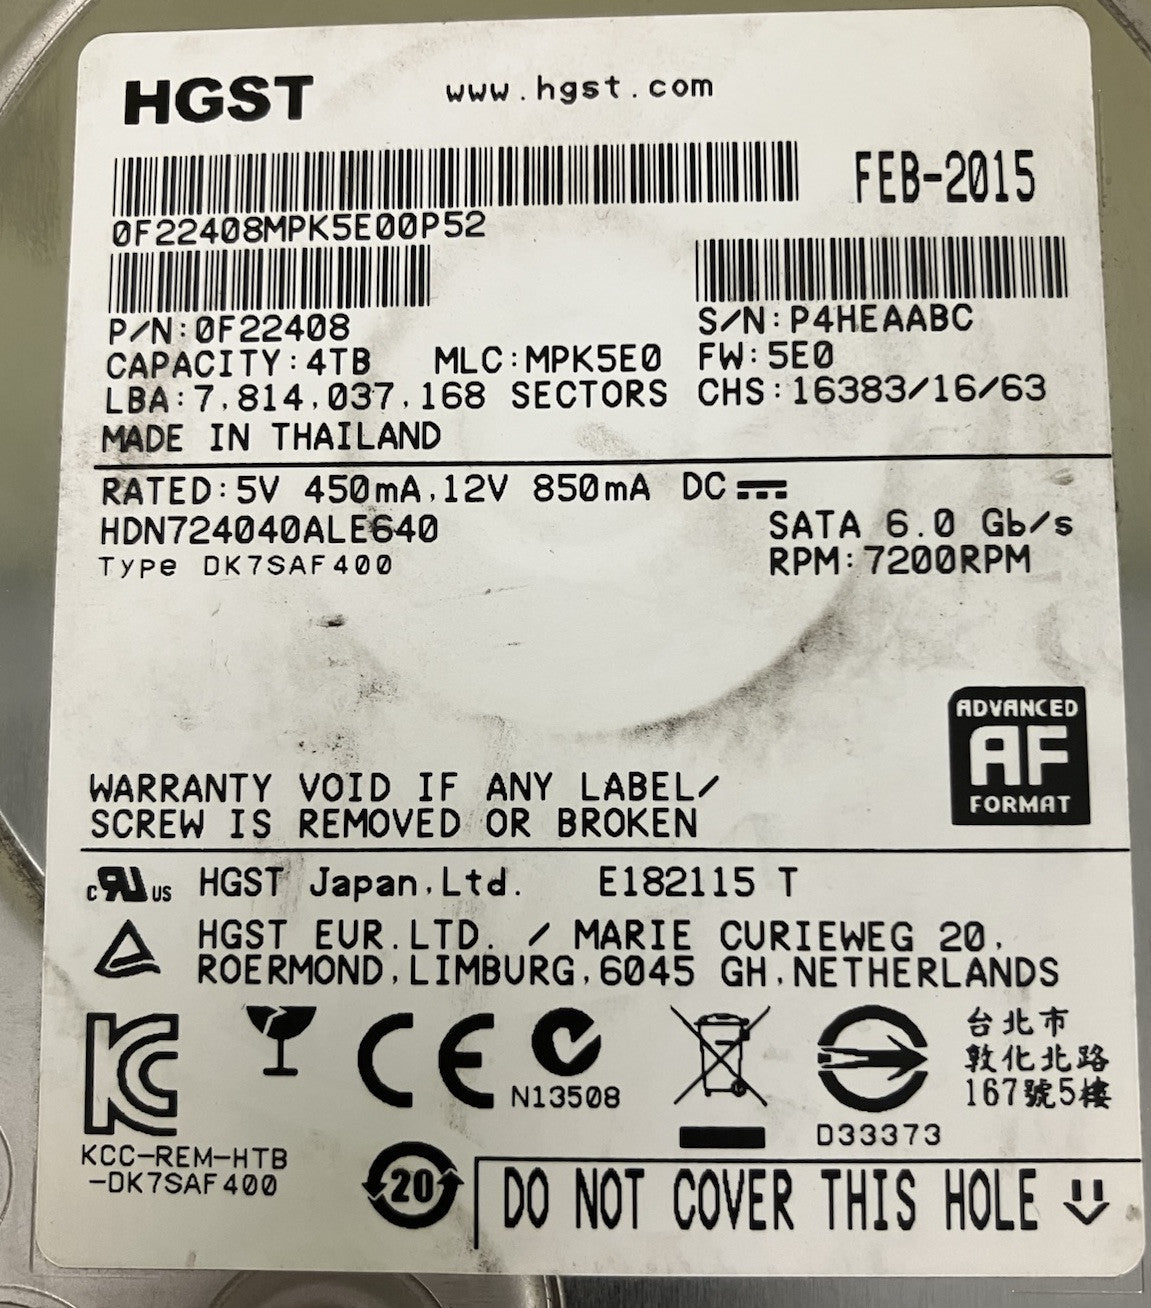 HGST www.hgst.com
FEB-2015
0F22408MPK5E00P52
P/N:0F22408 S/N:P4HEAABC
CAPACITY:4TB MLC:MPK5E0 FW:5E0
LBA:7,814,037,168 SECTORS CHS:16383/16/63
MADE IN THAILAND
RATED:5V 450mA,12V 850mA DC
HDN724040ALE640 SATA 6.0 Gb/s
Type DK7SAF400 RPM:7200RPM
ADVANCED
AF
FORMAT
WARRANTY VOID IF ANY LABEL/
SCREW IS REMOVED OR BROKEN
c RU US HGST Japan,Ltd. E182115 T
HGST EUR.LTD. / MARIE CURIEWEG 20,
ROERMOND,LIMBURG,6045 GH,NETHERLANDS
KC
CE
N13508
D33373
台北市
敦化北路
167號5樓
KCC-REM-HTB
-DK7SAF400
20
DO NOT COVER THIS HOLE